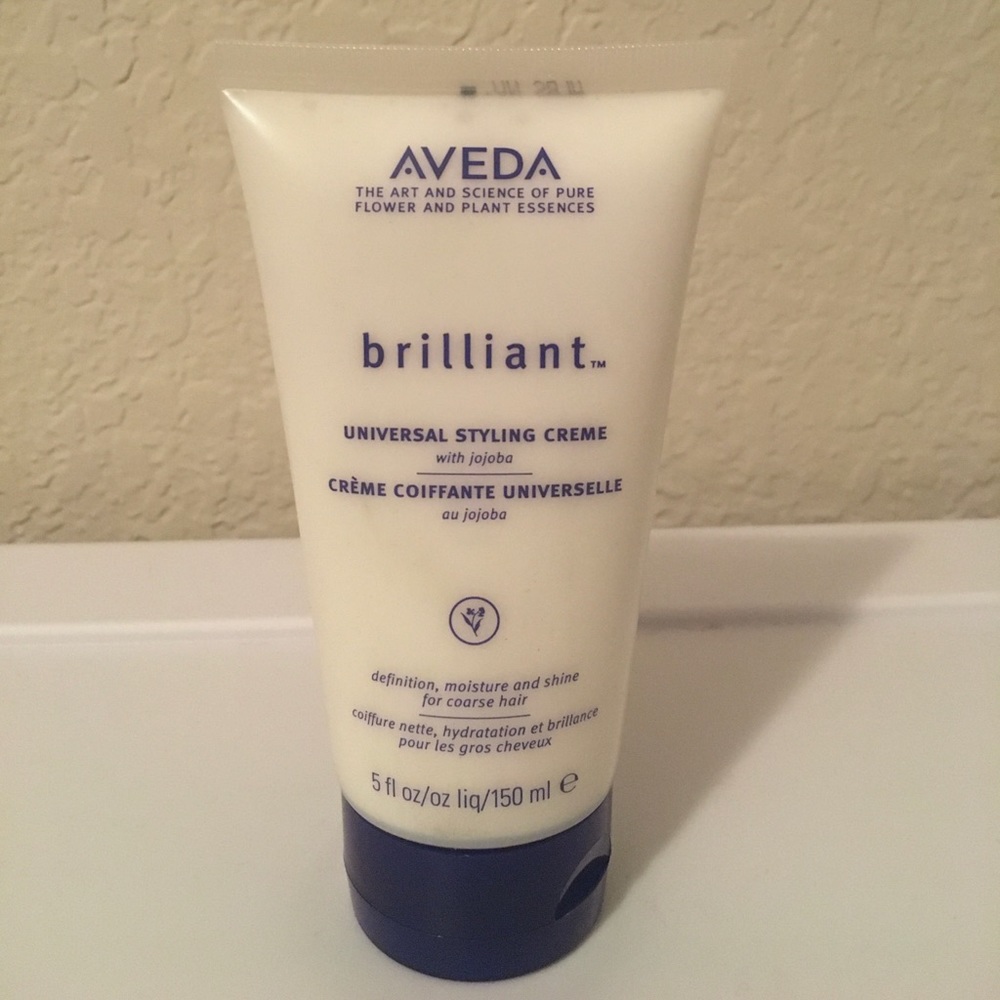 AVEDA
THE ART AND SCIENCE OF PURE
FLOWER AND PLANT ESSENCES
brilliant™
UNIVERSAL STYLING CREME
with jojoba
CRÈME COIFFANTE UNIVERSELLE
au jojoba
definition, moisture and shine
for coarse hair
coiffure nette, hydratation et brillance
pour les gros cheveux
5 fl oz/oz liq/150 ml ℮